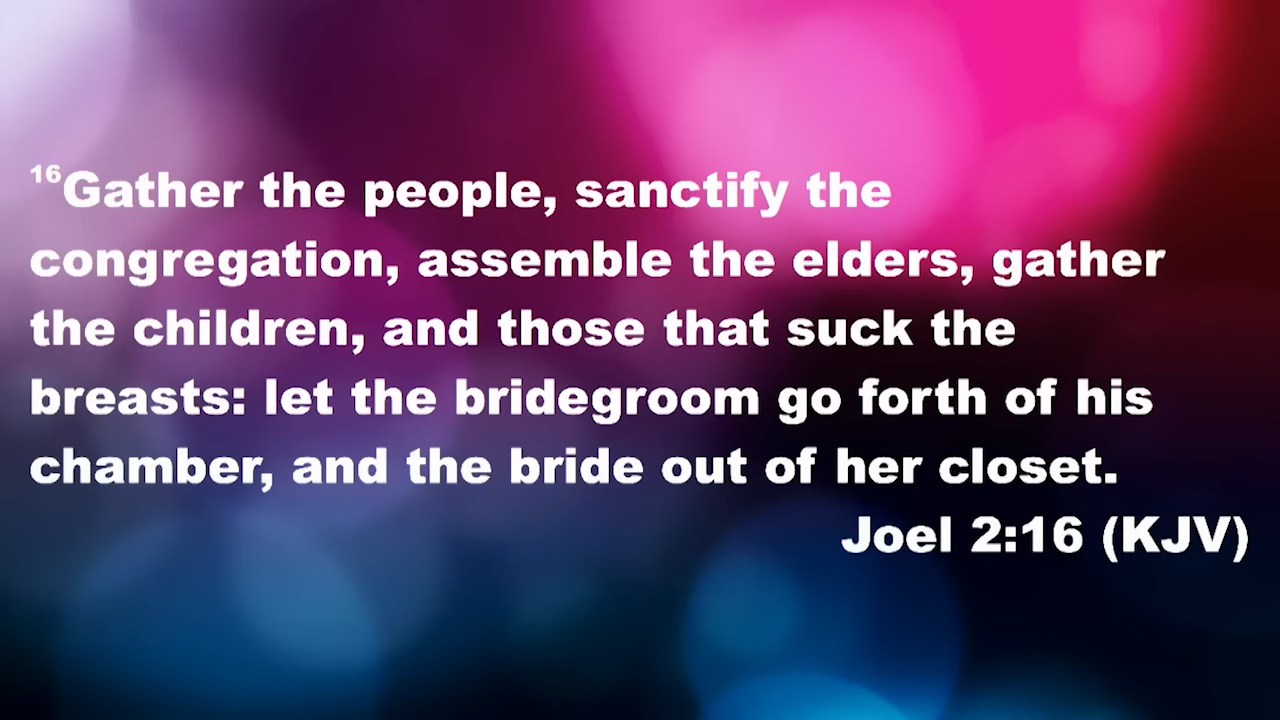 16Gather the people, sanctify the
congregation, assemble the elders, gather
the children, and those that suck the
breasts: let the bridegroom go forth of his
chamber, and the bride out of her closet.
Joel 2:16 (KJV)